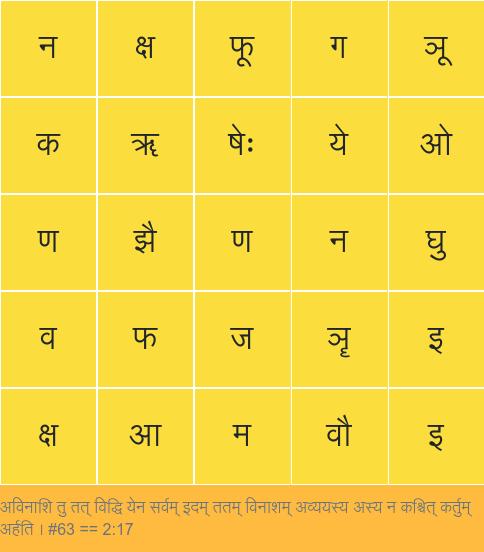 न क्ष फू ग ञू
क ॠ षेः ये ओ
ण झै ण न घु
व फ ज ञॄ इ
क्ष आ म वौ इ
अविनाशि तु तत् विद्धि येन सर्वम् इदम् ततम् विनाशम् अव्ययस्य अस्य न कश्चित् कर्तुम्
अर्हति । #63 == 2:17